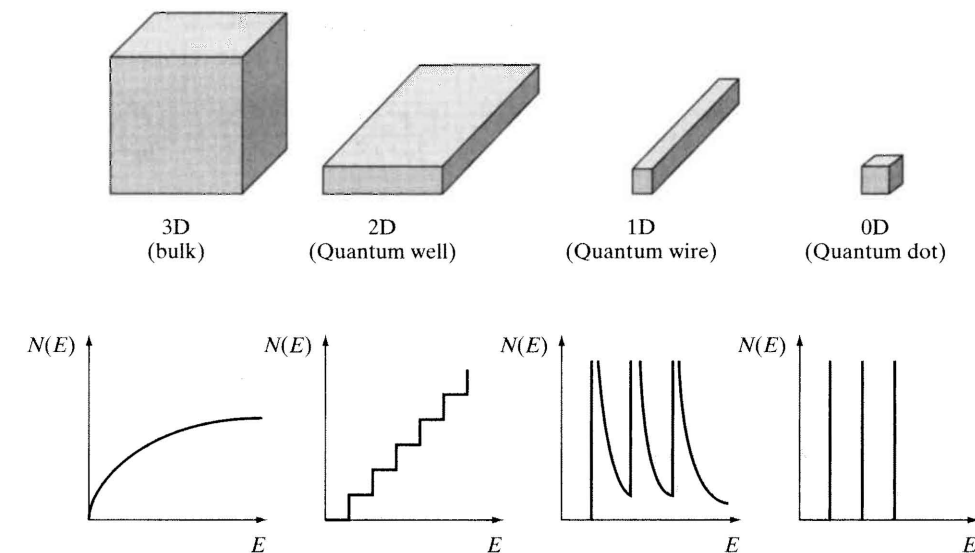 3D
(bulk)
2D
(Quantum well)
1D
(Quantum wire)
0D
(Quantum dot)
N(E)
E
N(E)
E
N(E)
E
N(E)
E